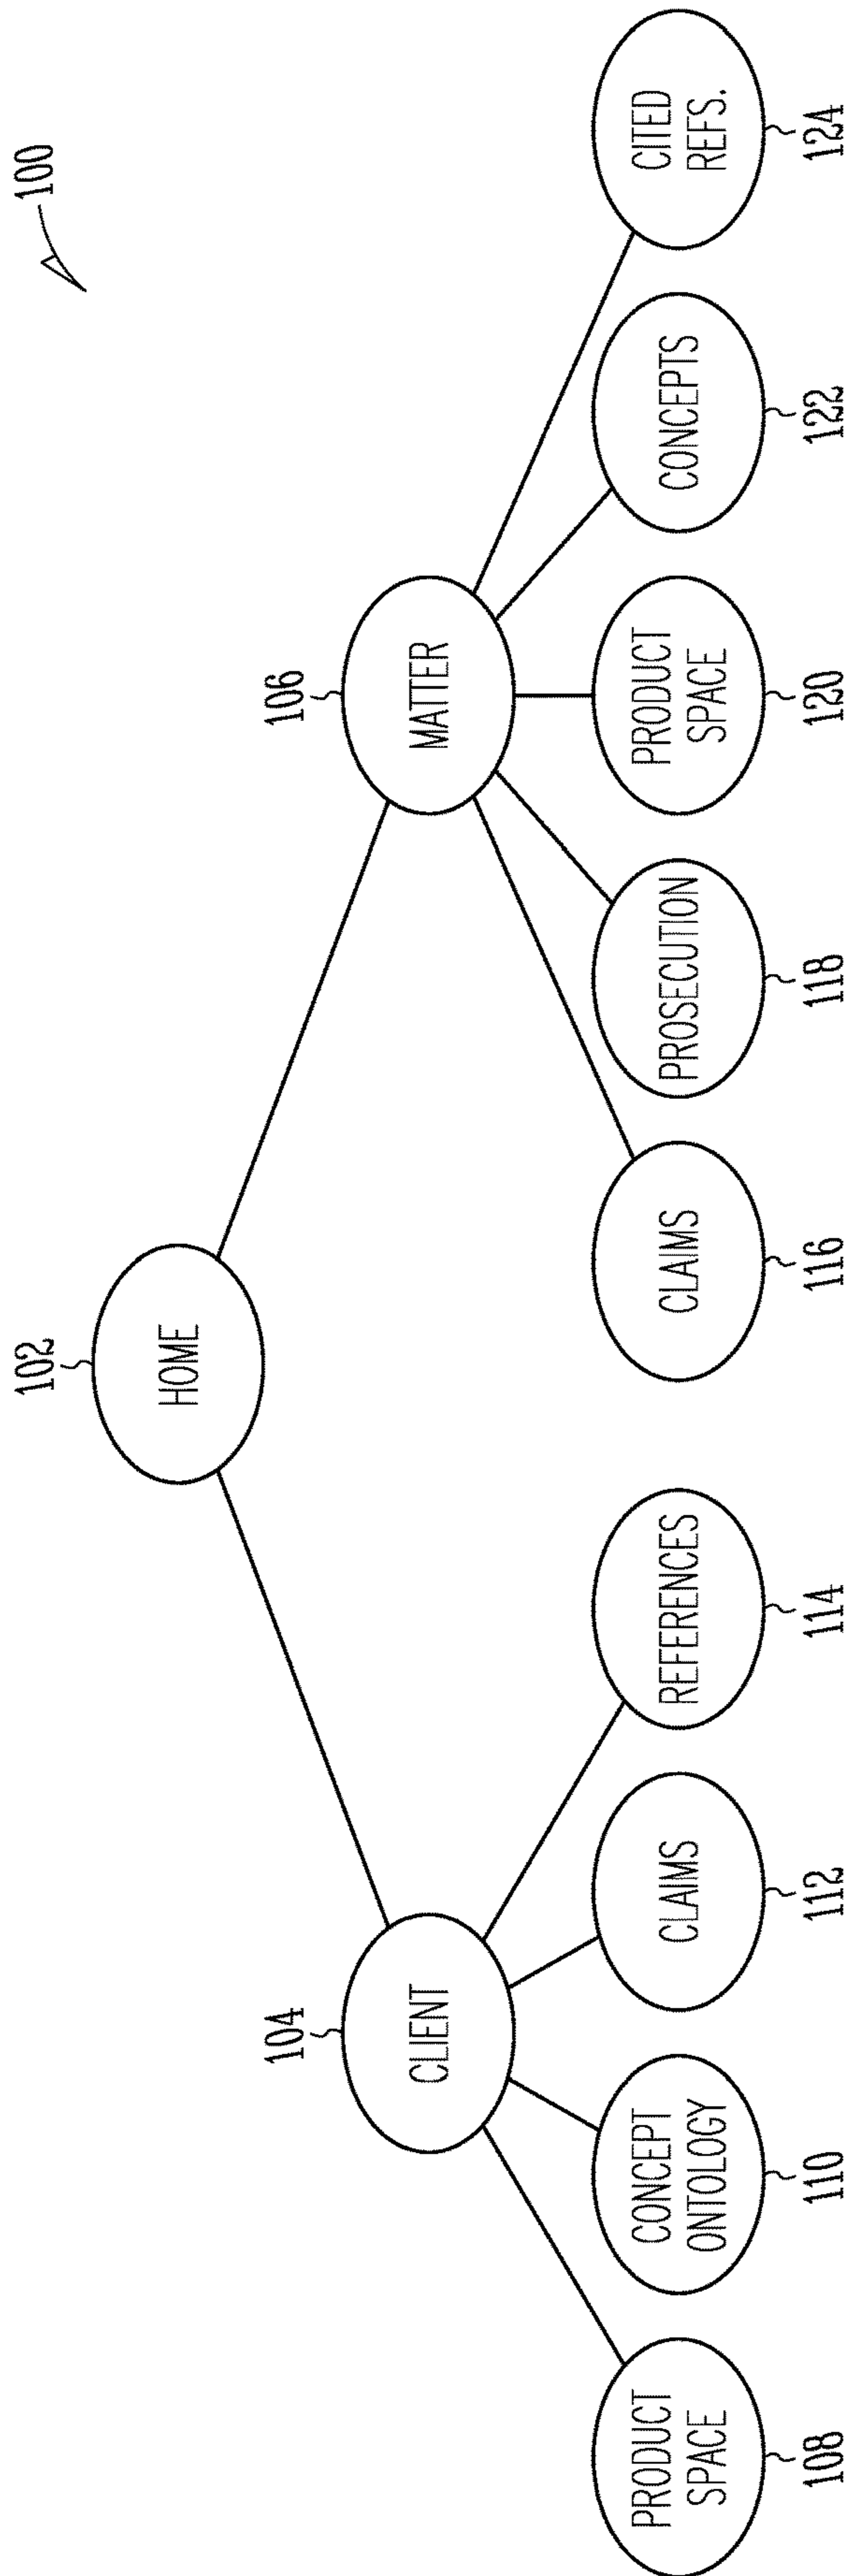 100
102
HOME
104
CLIENT
106
MATTER
PRODUCT
SPACE
108
CONCEPT
ONTOLOGY
110
CLAIMS
112
REFERENCES
114
CLAIMS
116
PROSECUTION
118
PRODUCT
SPACE
120
CONCEPTS
122
CITED
REFS.
124